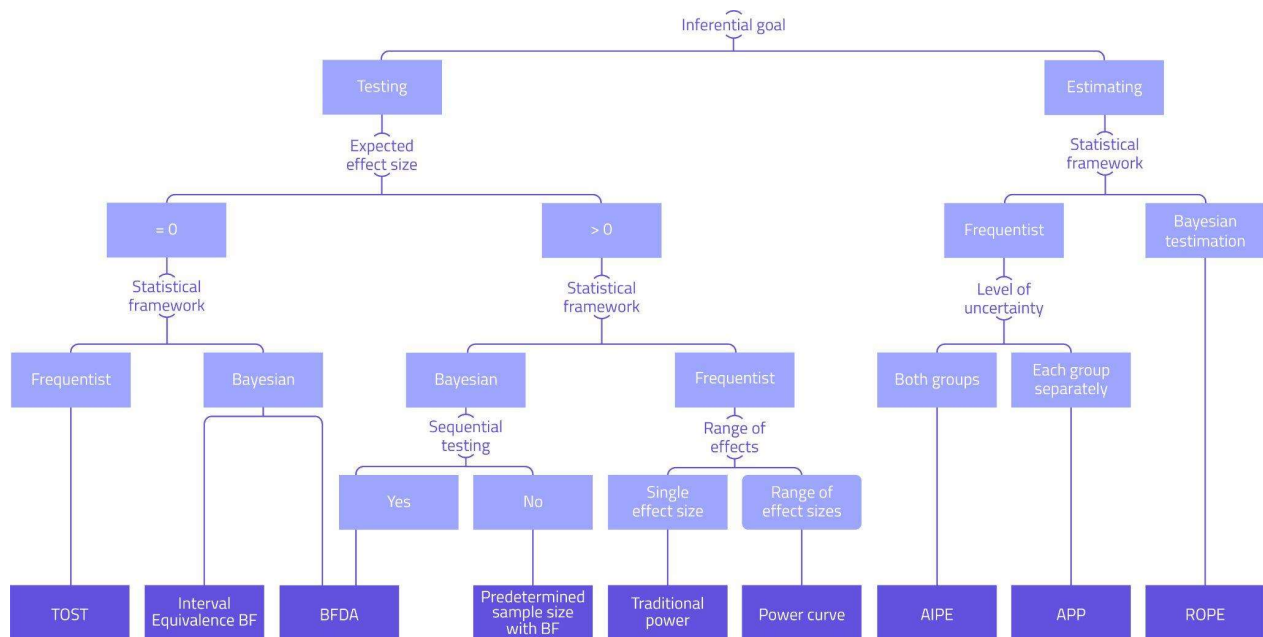 Inferential goal
Testing
Estimating
Expected
effect size
Statistical
framework
= 0
> 0
Frequentist
Bayesian
testimation
Statistical
framework
Statistical
framework
Level of
uncertainty
Frequentist
Bayesian
Bayesian
Frequentist
Both groups
Each group
separately
Sequential
testing
Range of
effects
Yes
No
Single
effect size
Range of
effect sizes
TOST
Interval
Equivalence BF
BFDA
Predetermined
sample size
with BF
Traditional
power
Power curve
AIPE
APP
ROPE